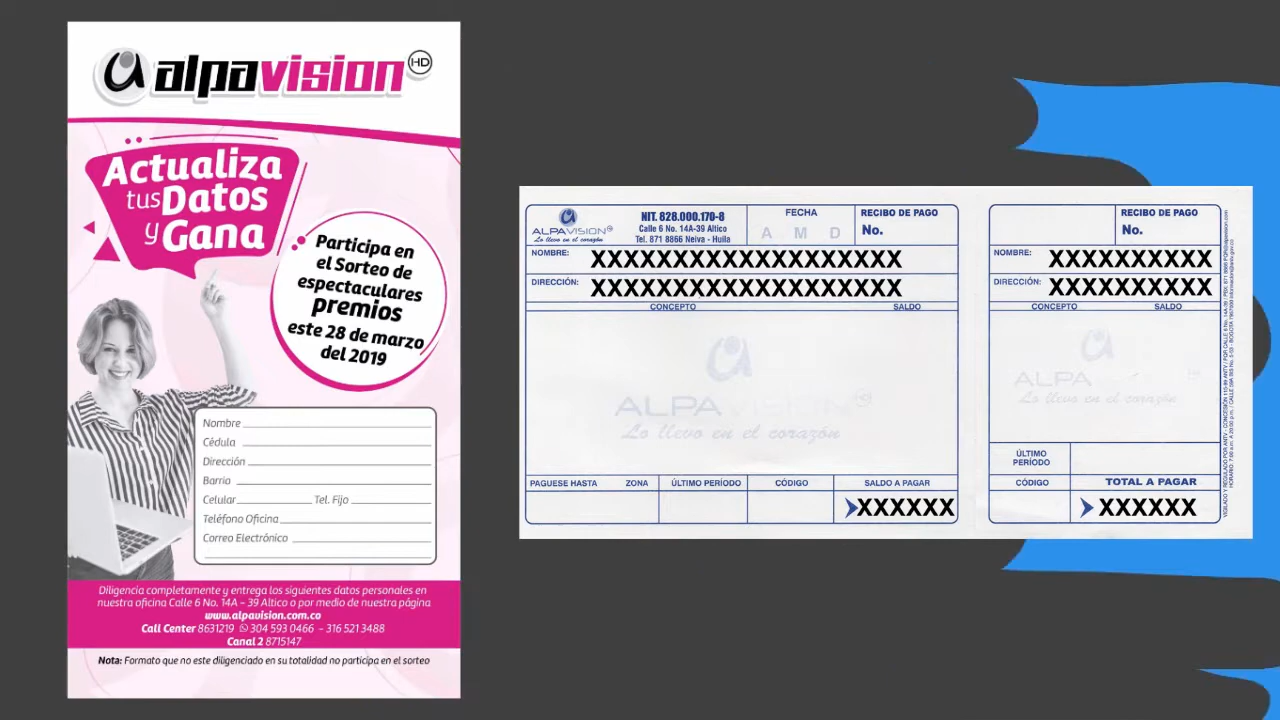 alpavision HD
Actualiza
tus Datos
y Gana
Participa en
el Sorteo de
espectaculares
premios
este 28 de marzo
del 2019
Nombre
Cédula
Dirección
Barrio
Celular Tel. Fijo
Teléfono Oficina
Correo Electrónico
Diligencia completamente y entrega los siguientes datos personales en
nuestra oficina Calle 6 No. 14A - 39 Altico o por medio de nuestra página
www.alpavision.com.co
Call Center 8631219 304 593 0466 - 316 521 3488
Canal 2 8715147
Nota: Formato que no este diligenciado en su totalidad no participa en el sorteo
ALPAVISION HD
Lo llevo en el corazón
NIT. 828.000.170-8
Calle 6 No. 14A-39 Altico
Tel. 871 8866 Neiva - Huila
FECHA
A M D
RECIBO DE PAGO
No.
NOMBRE: XXXXXXXXXXXXXXXXXXXX
DIRECCIÓN: XXXXXXXXXXXXXXXXXXXX
CONCEPTO SALDO
ALPAVISION HD
Lo llevo en el corazón
PAGUESE HASTA ZONA ÚLTIMO PERÍODO CÓDIGO SALDO A PAGAR
XXXXXX
RECIBO DE PAGO
No.
NOMBRE: XXXXXXXXXX
DIRECCIÓN: XXXXXXXXXX
CONCEPTO SALDO
ALPA
Lo llevo en el corazón
ÚLTIMO
PERÍODO
CÓDIGO TOTAL A PAGAR
XXXXXX